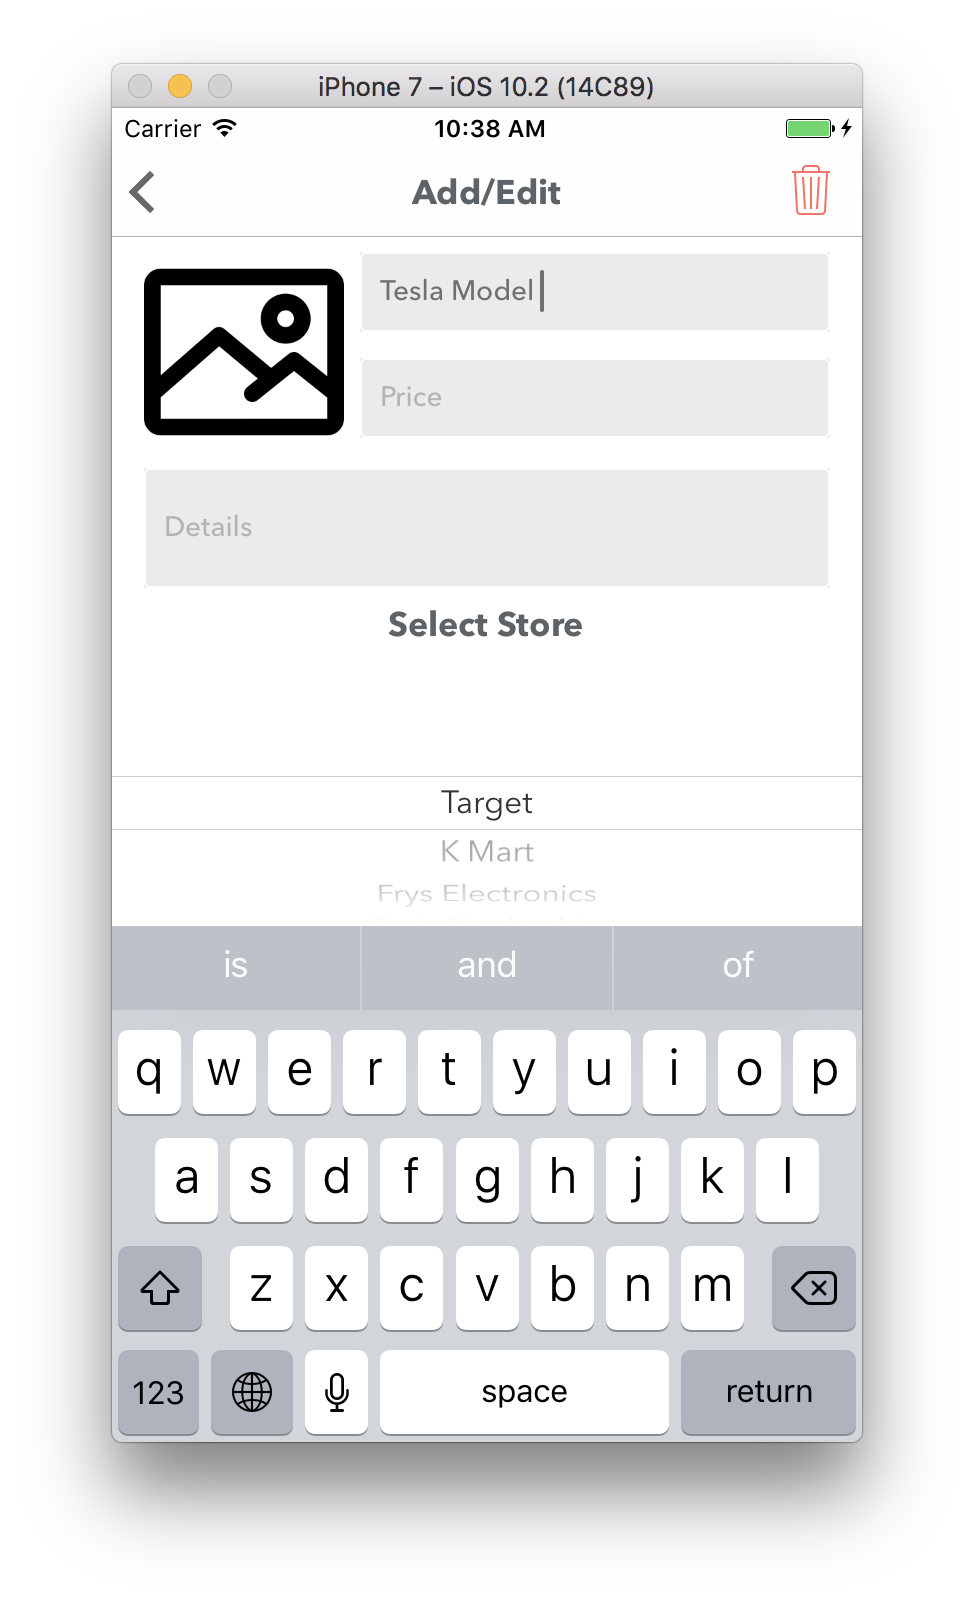 iPhone 7 – iOS 10.2 (14C89)
Carrier 10:38 AM
Add/Edit
Tesla Model
Price
Details
Select Store
Target
K Mart
Frys Electronics
is and of
q w e r t y u i o p
a s d f g h j k l
z x c v b n m
123 space return